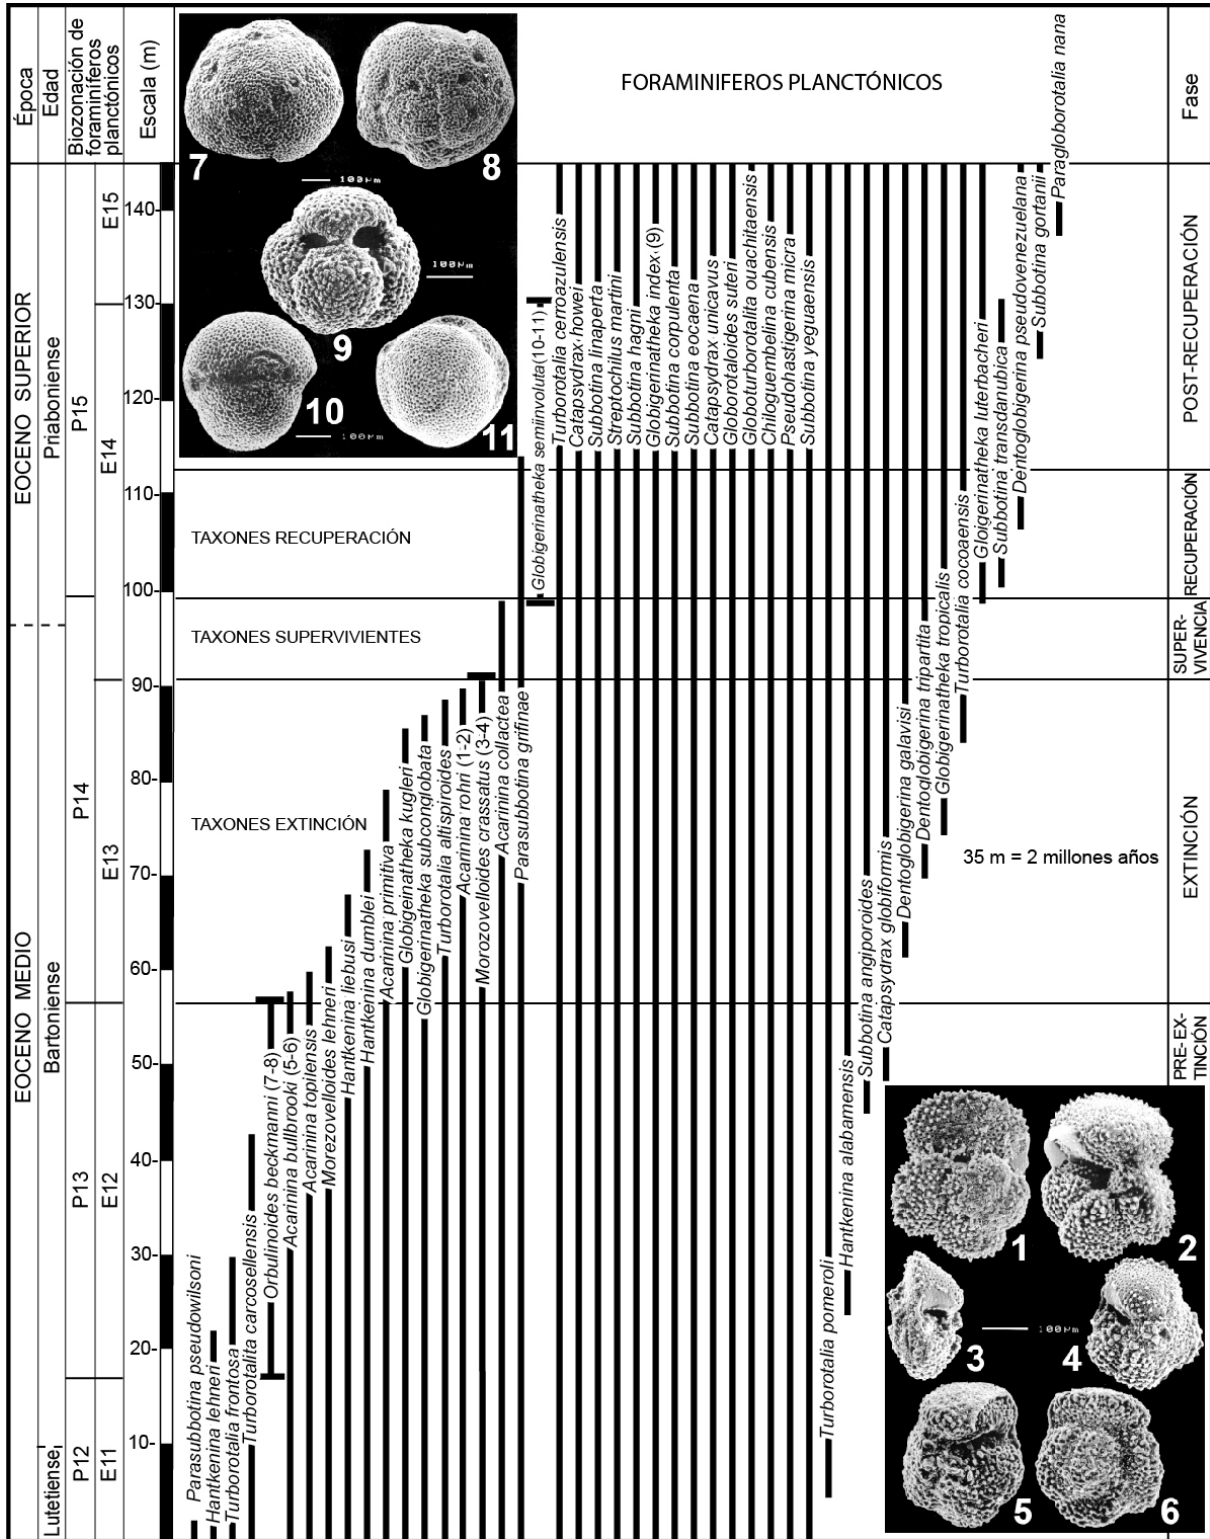 Época
Edad
Biozonación de
foraminíferos
planctónicos
Escala (m)
FORAMINIFEROS PLANCTÓNICOS
Fase
7
8
100µm
9
100µm
10
11
100µm
EOCENO SUPERIOR
EOCENO MEDIO
Priaboniense
Bartoniense
Lutetiense
P15
P14
P13
P12
E15
E14
E13
E12
E11
140-
130-
120-
110-
100-
90-
80-
70-
60-
50-
40-
30-
20-
10-
TAXONES RECUPERACIÓN
TAXONES SUPERVIVIENTES
TAXONES EXTINCIÓN
35 m = 2 millones años
POST-RECUPERACIÓN
RECUPERACIÓN
SUPER-
VIVENCIA
EXTINCIÓN
PRE-EX-
TINCIÓN
Parasubbotina pseudowilsoni
Hantkenina lehneri
Turborotalia frontosa
Turborotalita carcosellensis
Orbulinoides beckmanni (7-8)
Acarinina bullbrooki (5-6)
Acarinina topilensis
Morezovelloides lehneri
Hantkenina liebusi
Hantkenina dumblei
Acarinina primitiva
Globigeinatheka kugleri
Globigerinatheka subconglobata
Turborotalia altispiroides
Acarinina rohri (1-2)
Morozovelloides crassatus (3-4)
Acarinina collactea
Parasubbotina grifinae
Globigerinatheka semiinvoluta(10-11)
Turborotalia cerroazulensis
Catapsydrax howei
Subbotina linaperta
Streptochilus martini
Subbotina hagni
Globigerinatheka index (9)
Subbotina corpulenta
Subbotina eocaena
Catapsydrax unicavus
Globorotaloides suteri
Globoturborotalita ouachitaensis
Chiloguembelina cubensis
Pseudohastigerina micra
Subbotina yeguaensis
Turborotalia pomeroli
Hantkenina alabamensis
Subbotina angiporoides
Catapsydrax globiformis
Dentoglobigerina galavisi
Dentoglobigerina tripartita
Globigerinatheka tropicalis
Turborotalia cocoaensis
Gloigerinatheka luterbacheri
Subbotina transdanubica
Dentoglobigerina pseudovenezuelana
Subbotina gortanii
Paragloborotalia nana
1
2
3
100µm
4
5
6